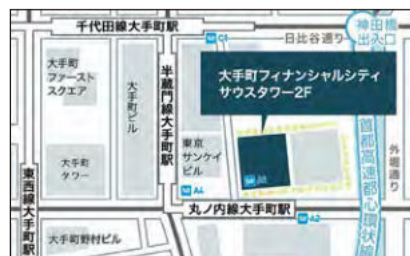 千代田線大手町駅
神田橋
出入口
C1
日比谷通り
大手町
ファースト
スクエア
大手町ビル
半蔵門線大手町駅
大手町フィナンシャルシティ
サウスタワー2F
東京
サンケイ
ビル
首都高速都心環状線
外堀通り
東西線大手町駅
大手町
タワー
A4
丸ノ内線大手町駅
A2
大手町野村ビル